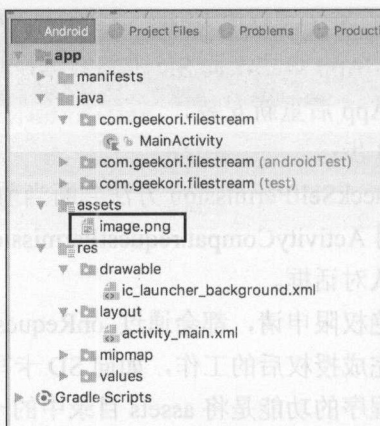 Android Project Files Problems Producti
app
manifests
java
com.geekori.filestream
MainActivity
com.geekori.filestream (androidTest)
com.geekori.filestream (test)
assets
image.png
res
drawable
ic_launcher_background.xml
layout
activity_main.xml
mipmap
values
Gradle Scripts